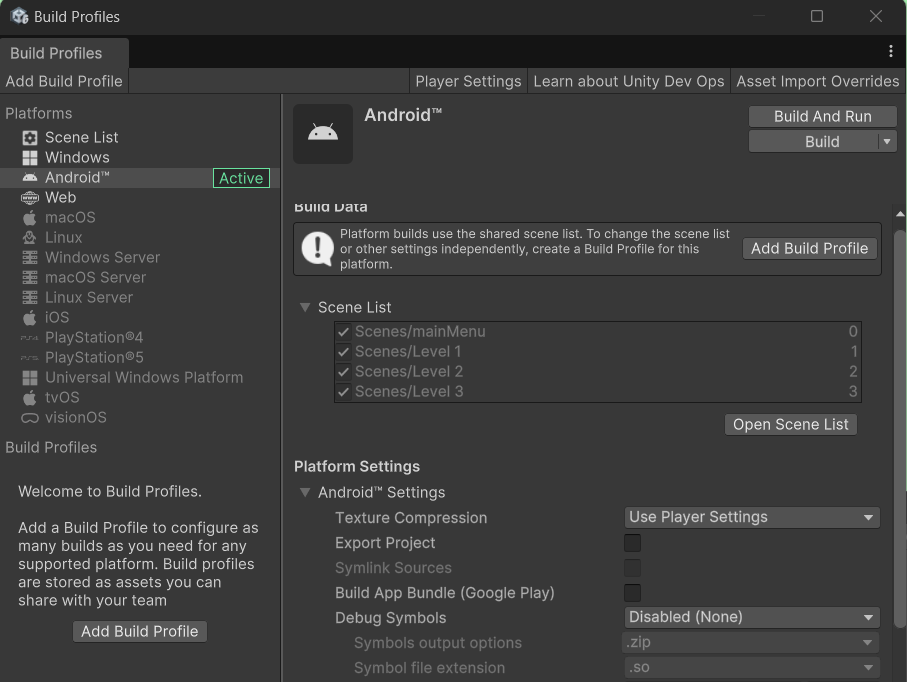 Build Profiles
Build Profiles
Add Build Profile
Player Settings
Learn about Unity Dev Ops
Asset Import Overrides
Platforms
Scene List
Windows
Android™
Active
Web
macOS
Linux
Windows Server
macOS Server
Linux Server
iOS
PlayStation®4
PlayStation®5
Universal Windows Platform
tvOS
visionOS
Build Profiles
Welcome to Build Profiles.
Add a Build Profile to configure as
many builds as you need for any
supported platform. Build profiles
are stored as assets you can
share with your team
Add Build Profile
Android™
Build And Run
Build
Build Data
Platform builds use the shared scene list. To change the scene list
or other settings independently, create a Build Profile for this
platform.
Add Build Profile
Scene List
Scenes/mainMenu 0
Scenes/Level 1 1
Scenes/Level 2 2
Scenes/Level 3 3
Open Scene List
Platform Settings
Android™ Settings
Texture Compression Use Player Settings
Export Project
Symlink Sources
Build App Bundle (Google Play)
Debug Symbols Disabled (None)
Symbols output options .zip
Symbol file extension .so